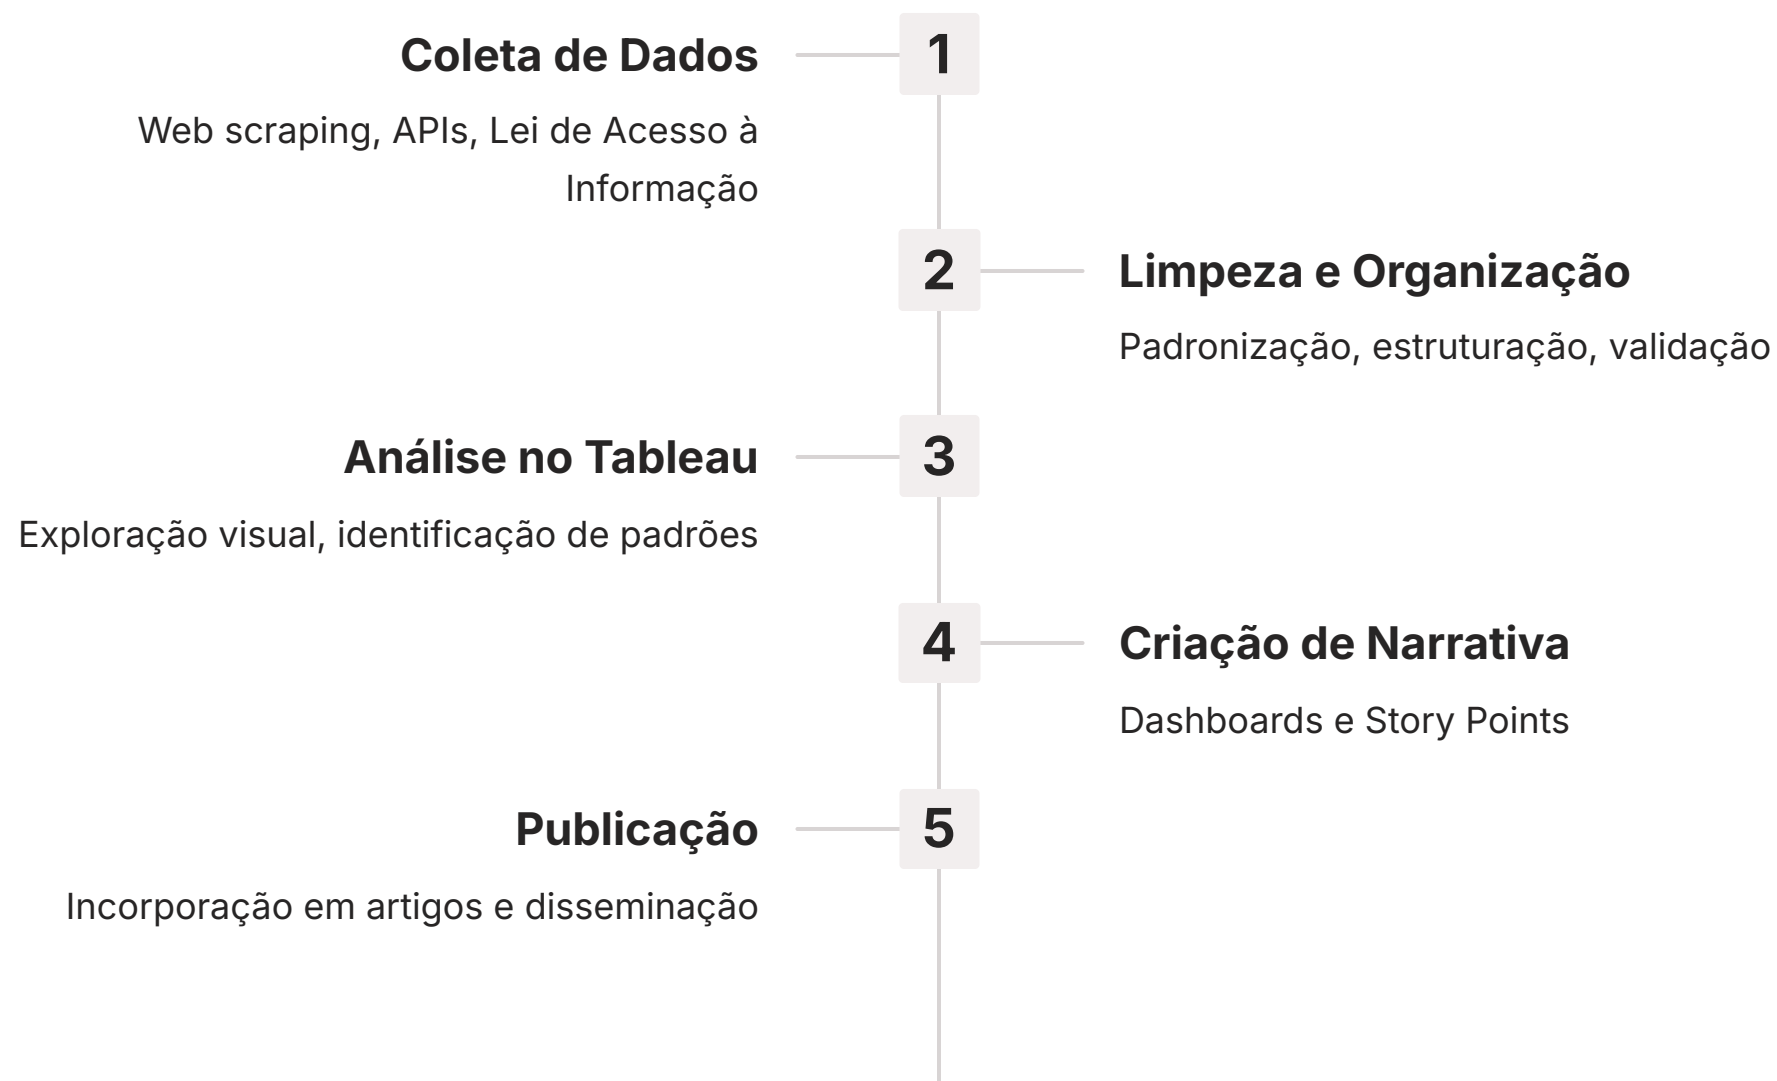 Coleta de Dados
1
Web scraping, APIs, Lei de Acesso à
Informação
2
Limpeza e Organização
Padronização, estruturação, validação
Análise no Tableau
3
Exploração visual, identificação de padrões
4
Criação de Narrativa
Dashboards e Story Points
Publicação
5
Incorporação em artigos e disseminação